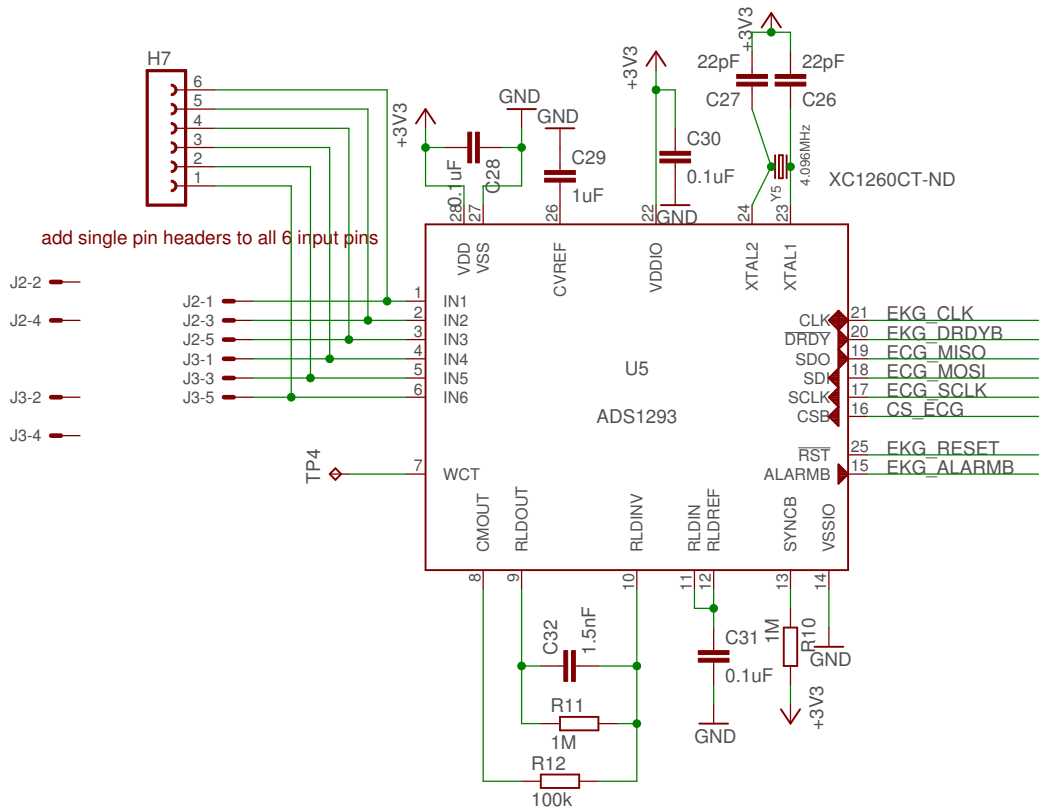 H7
6
5
4
3
2
1
+3V3
0.1uF
C28
GND
GND
C29
1uF
+3V3
C30
0.1uF
GND
+3V3
22pF
22pF
C27
C26
4.096MHz
Y5
XC1260CT-ND
add single pin headers to all 6 input pins
28
27
26
22
24
23
VDD
VSS
CVREF
VDDIO
XTAL2
XTAL1
J2-2
J2-4
J3-2
J3-4
J2-1
1
IN1
J2-3
2
IN2
J2-5
3
IN3
J3-1
4
IN4
J3-3
5
IN5
J3-5
6
IN6
TP4
7
WCT
U5
ADS1293
CLK
21
EKG_CLK
DRDY
20
EKG_DRDYB
SDO
19
ECG_MISO
SDI
18
ECG_MOSI
SCLK
17
ECG_SCLK
CSB
16
CS_ECG
RST
25
EKG_RESET
ALARMB
15
EKG_ALARMB
CMOUT
RLDOUT
RLDINV
RLDIN
RLDREF
SYNCB
VSSIO
8
9
10
11
12
13
14
C32
1.5nF
R11
1M
R12
100k
C31
0.1uF
GND
1M
R10
+3V3
GND